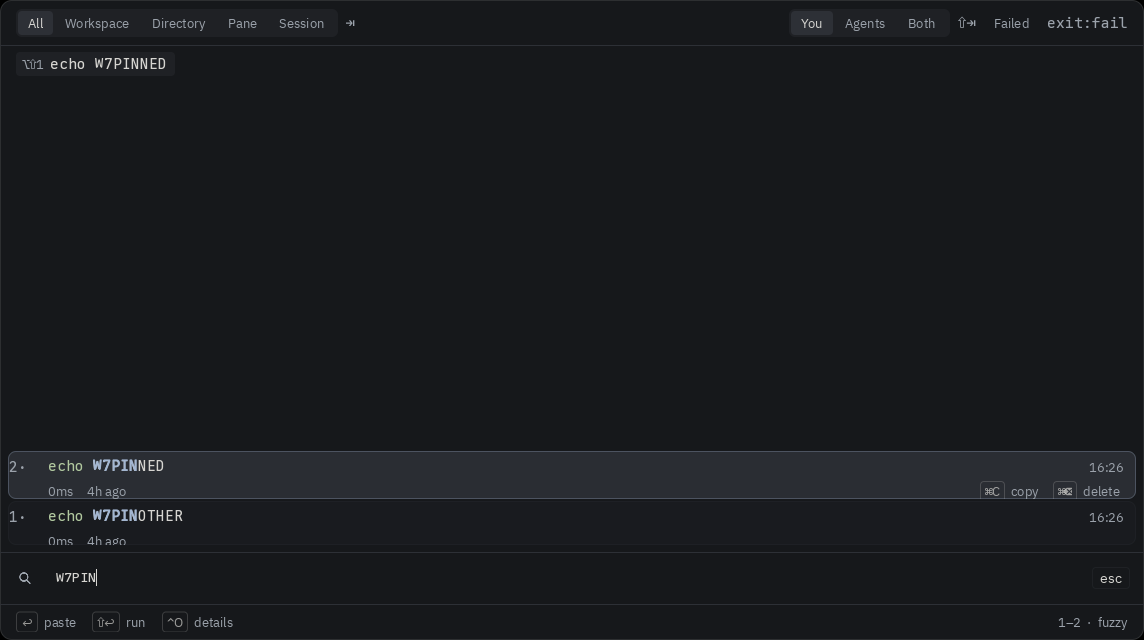 All Workspace Directory Pane Session ⇥ You Agents Both ⇧⇥ Failed exit:fail
⌥⇧1 echo W7PINNED
2· echo W7PINNED 16:26
0ms 4h ago ⌘C copy delete
1· echo W7PINOTHER 16:26
0ms 4h ago
W7PIN esc
↩ paste ⇧↩ run ^O details 1–2 · fuzzy